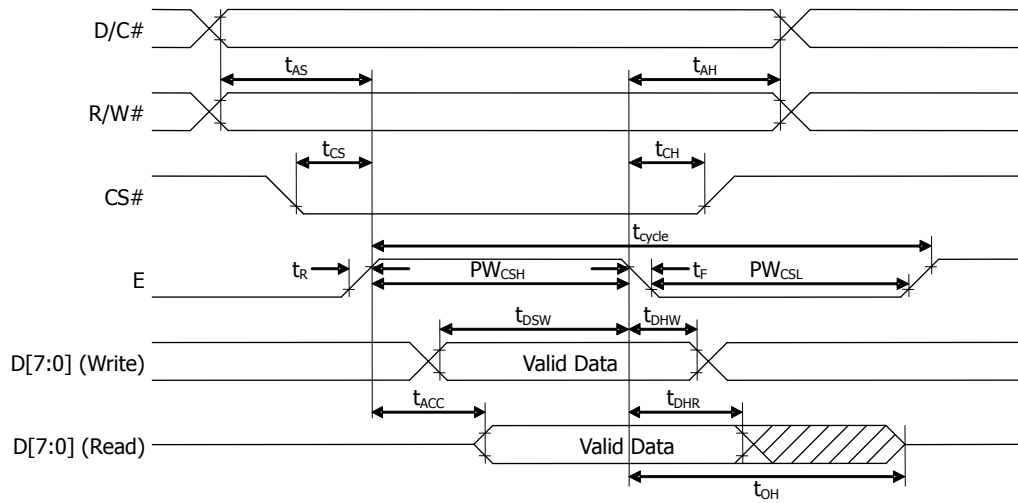 D/C#
tAS
tAH
R/W#
tCS
tCH
CS#
tcycle
tR
PWCSH
tF
PWCSL
E
tDSW
tDHW
D[7:0] (Write)
Valid Data
tACC
tDHR
D[7:0] (Read)
Valid Data
tOH